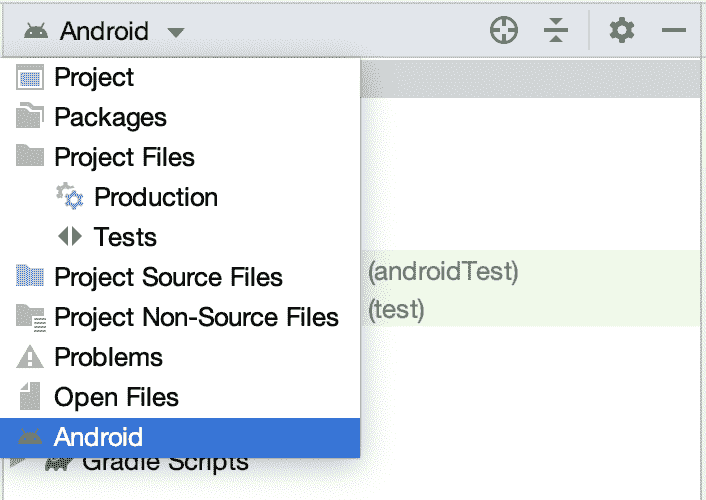 Android
Project
Packages
Project Files
Production
Tests
Project Source Files
(androidTest)
Project Non-Source Files
(test)
Problems
Open Files
Android
Gradle Scripts